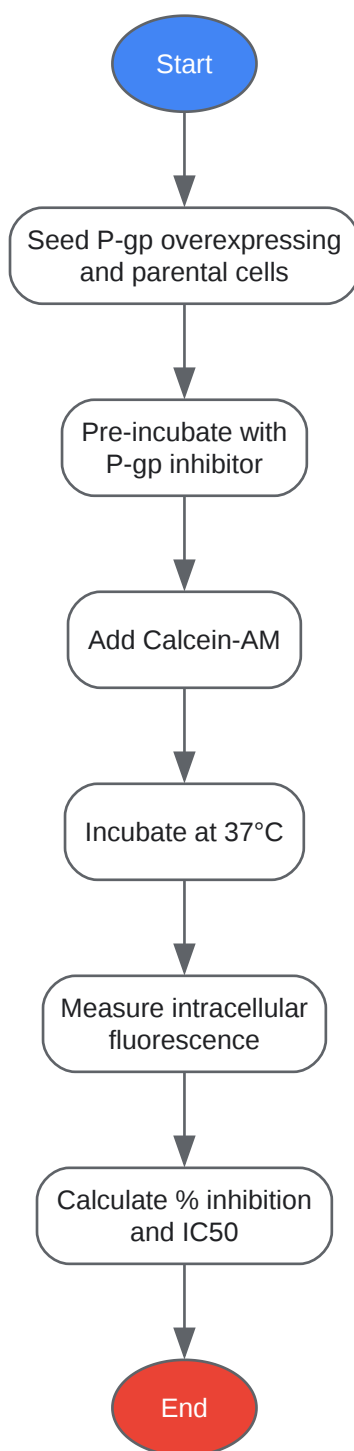 Start
Seed P-gp overexpressing
and parental cells
Pre-incubate with
P-gp inhibitor
Add Calcein-AM
Incubate at 37°C
Measure intracellular
fluorescence
Calculate % inhibition
and IC50
End